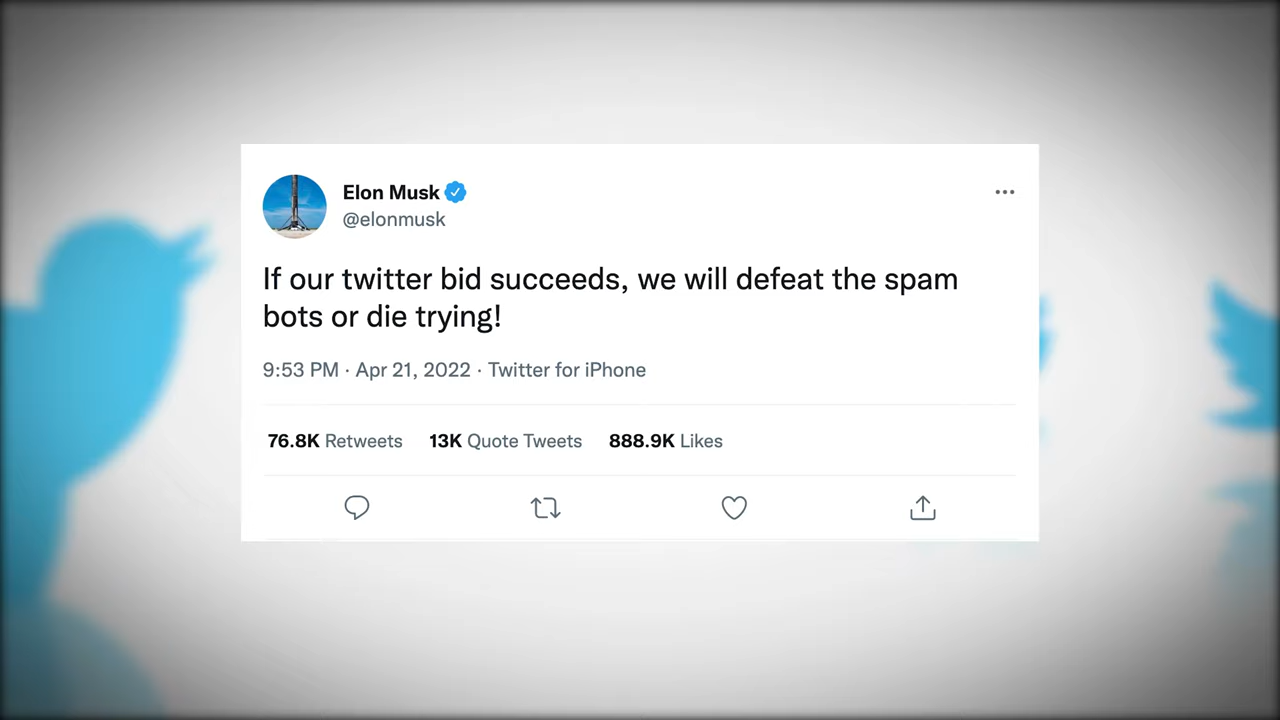 Elon Musk
@elonmusk
If our twitter bid succeeds, we will defeat the spam
bots or die trying!
9:53 PM · Apr 21, 2022 · Twitter for iPhone
76.8K Retweets 13K Quote Tweets 888.9K Likes